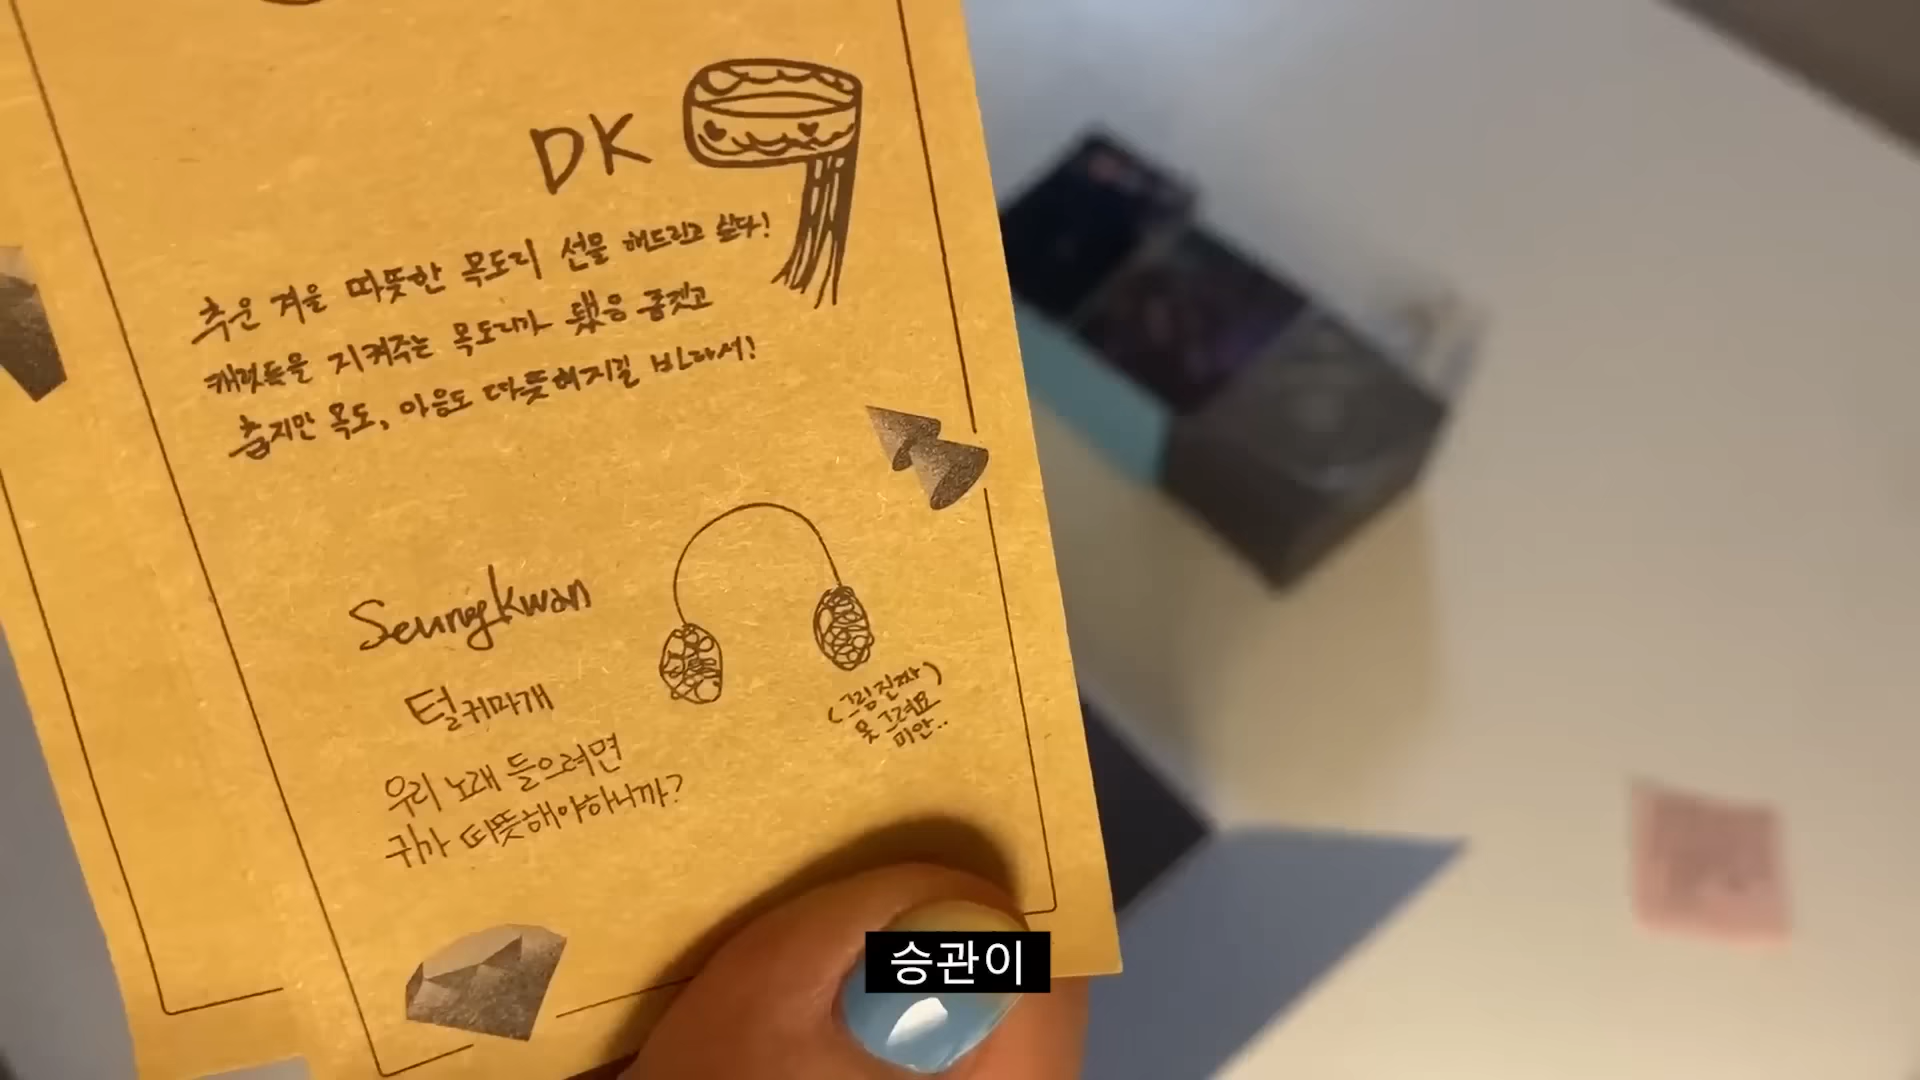 DK
추운 겨울 따뜻한 목도리 선물 해드리고 싶다!
캐럿들을 지켜주는 목도리가 됐음 좋겟고
춥지만 목도, 마음도 따뜻해지길 바라서!
Seungkwan
털귀마개
(그림 진짜)
못 그려요
미안..
우리 노래 들으려면
귀가 따뜻해야하니까?
승관이